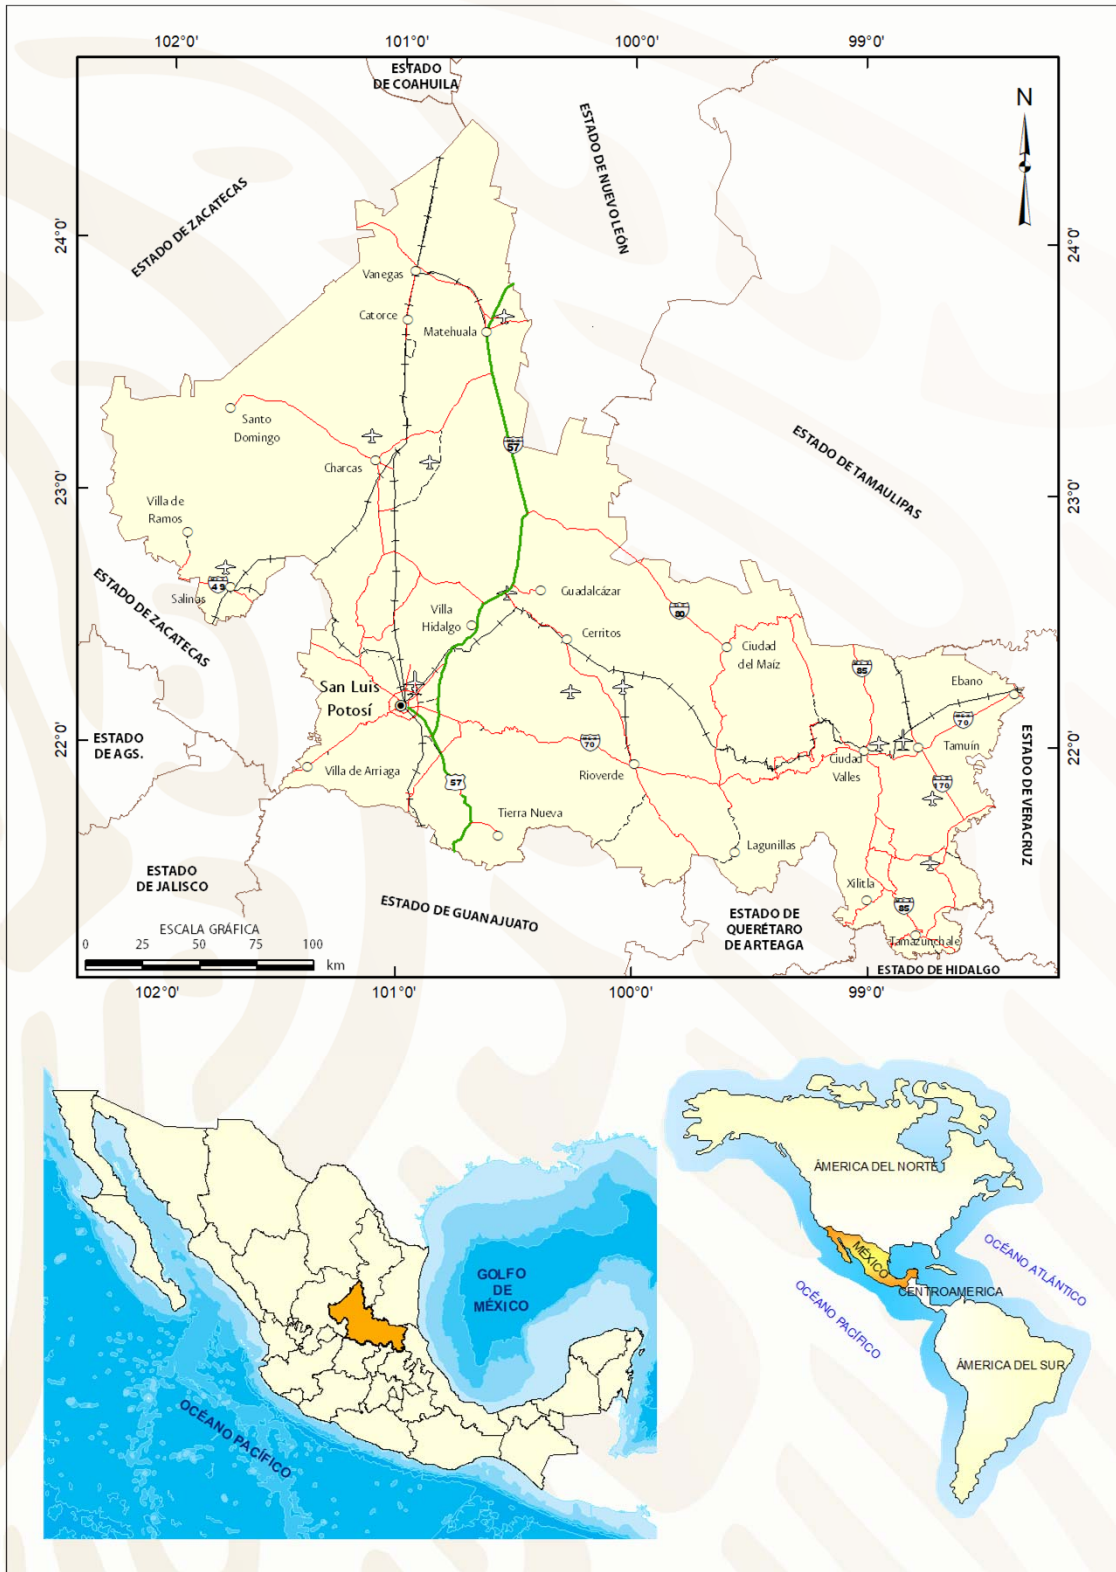 102°0'
101°0'
100°0'
99°0'
ESTADO
DE COAHUILA
N
ESTADO DE NUEVO LEÓN
ESTADO DE ZACATECAS
24°0'
24°0'
Vanegas
Catorce
Matehuala
Santo
Domingo
57
Charcas
ESTADO DE TAMAULIPAS
23°0'
23°0'
Villa de
Ramos
49
Salinas
ESTADO DE ZACATECAS
Guadalcázar
Villa
Hidalgo
80
Cerritos
Ciudad
del Maíz
85
Ebano
San Luis
Potosí
70
70
22°0'
22°0'
ESTADO
DE AGS.
Tamuín
Ciudad
Valles
Villa de Arriaga
57
Rioverde
170
ESTADO DE VERACRUZ
Tierra Nueva
Lagunillas
ESTADO
DE JALISCO
Xilitla
85
ESTADO DE GUANAJUATO
ESTADO DE
QUERÉTARO
DE ARTEAGA
Tamazunchale
ESCALA GRÁFICA
0
25
50
75
100
km
ESTADO DE HIDALGO
102°0'
101°0'
100°0'
99°0'
GOLFO
DE
MÉXICO
OCÉANO PACÍFICO
ÂMERICA DEL NORTE
MÉXICO
OCÉANO ATLÁNTICO
CENTROAMERICA
OCÉANO PACÍFICO
ÂMERICA DEL SUR